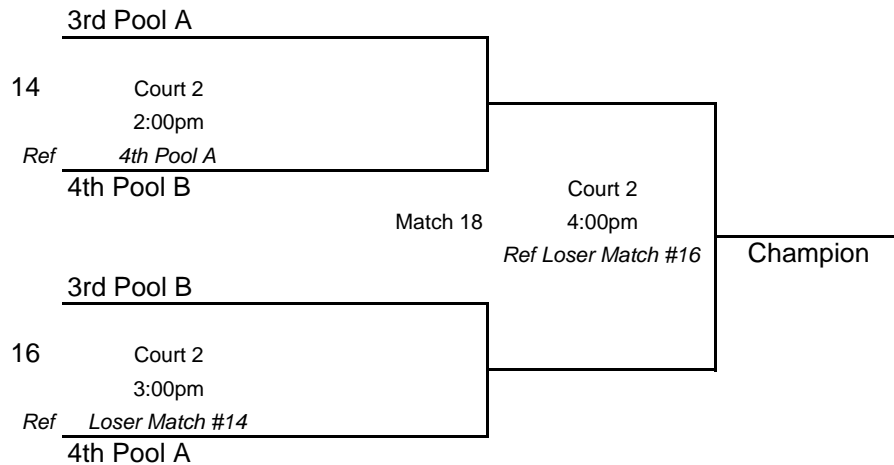 3rd Pool A
14 Court 2
2:00pm
Ref 4th Pool A
4th Pool B
Court 2
Match 18 4:00pm
Ref Loser Match #16 Champion
3rd Pool B
16 Court 2
3:00pm
Ref Loser Match #14
4th Pool A